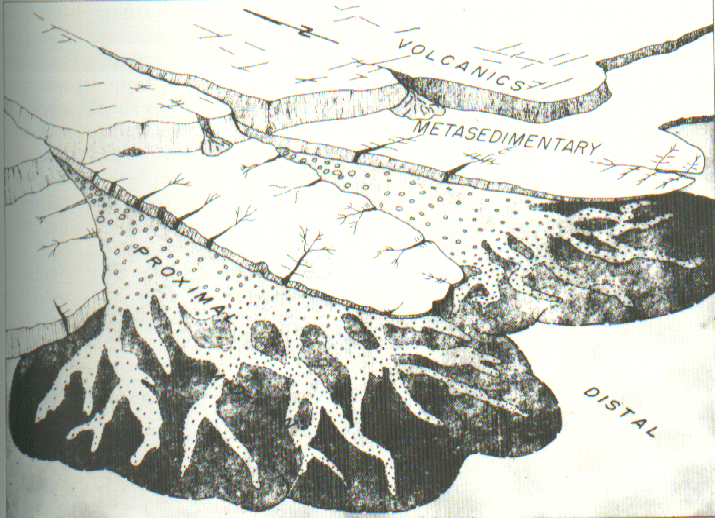 N
VOLCANICS
METASEDIMENTARY
PROXIMAL
DISTAL